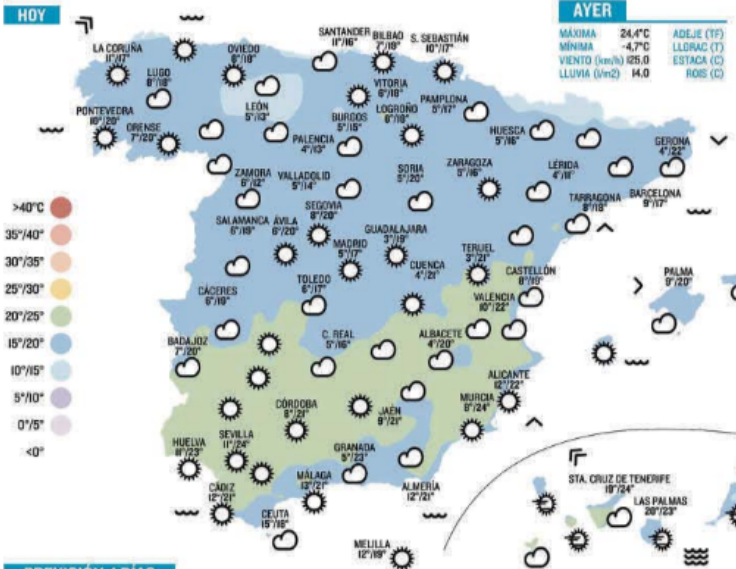 HOY
AYER
MÁXIMA 24,4°C ADEJE (TF)
MÍNIMA -4,7°C LLORAC (T)
VIENTO (km/h) 125,0 ESTACA (C)
LLUVIA (l/m2) 14,0 ROIS (C)
LA CORUÑA
11°/17°
LUGO
8°/18°
OVIEDO
6°/18°
SANTANDER
11°/16°
BILBAO
7°/19°
S. SEBASTIÁN
10°/17°
PONTEVEDRA
10°/20°
ORENSE
7°/20°
LEÓN
5°/13°
PALENCIA
4°/13°
BURGOS
5°/15°
VITORIA
6°/18°
LOGROÑO
6°/18°
PAMPLONA
5°/17°
HUESCA
5°/16°
LÉRIDA
4°/11°
GERONA
4°/22°
BARCELONA
9°/17°
TARRAGONA
8°/18°
ZARAGOZA
5°/16°
SORIA
5°/20°
ZAMORA
6°/12°
VALLADOLID
5°/14°
SEGOVIA
8°/20°
SALAMANCA
6°/19°
ÁVILA
6°/20°
MADRID
5°/17°
GUADALAJARA
3°/19°
CUENCA
4°/21°
TERUEL
3°/21°
CASTELLÓN
8°/19°
PALMA
9°/20°
CÁCERES
6°/19°
TOLEDO
6°/17°
VALENCIA
10°/22°
BADAJOZ
7°/20°
C. REAL
5°/16°
ALBACETE
4°/20°
ALICANTE
12°/22°
MURCIA
8°/24°
CÓRDOBA
8°/21°
JAÉN
9°/21°
HUELVA
11°/23°
SEVILLA
11°/24°
GRANADA
5°/23°
CÁDIZ
12°/21°
MÁLAGA
13°/21°
ALMERÍA
12°/21°
CEUTA
15°/18°
MELILLA
12°/19°
STA. CRUZ DE TENERIFE
19°/24°
LAS PALMAS
20°/23°
>40°C
35°/40°
30°/35°
25°/30°
20°/25°
15°/20°
10°/15°
5°/10°
0°/5°
<0°